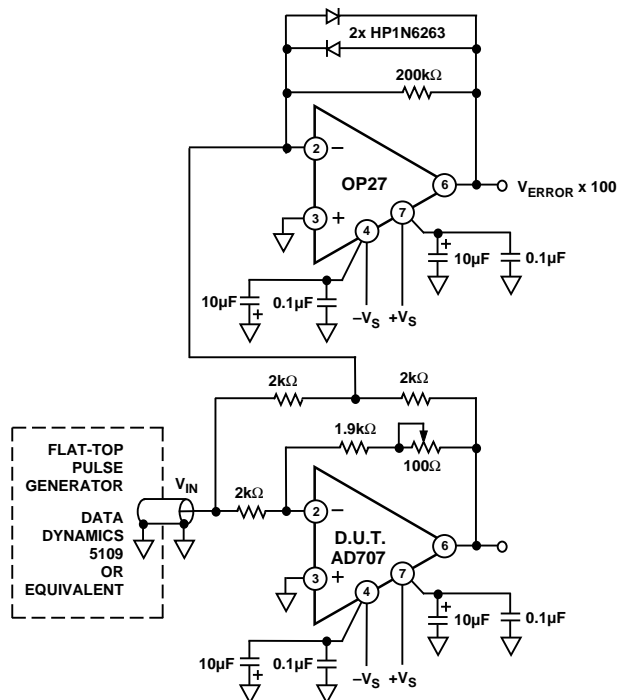 2x HP1N6263
200kΩ
2
–
OP27
6
V_ERROR x 100
3
+
4
7
10µF
+
0.1µF
–V_S
+V_S
+
10µF
0.1µF
2kΩ
2kΩ
1.9kΩ
100Ω
FLAT-TOP
PULSE
GENERATOR
DATA
DYNAMICS
5109
OR
EQUIVALENT
V_IN
2kΩ
2
–
D.U.T.
AD707
6
3
+
4
7
10µF
+
0.1µF
–V_S
+V_S
+
10µF
0.1µF